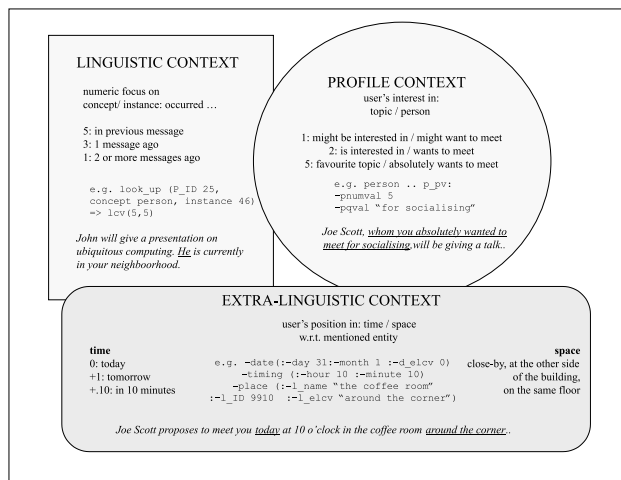 LINGUISTIC CONTEXT
numeric focus on
concept/ instance: occurred …
5: in previous message
3: 1 message ago
1: 2 or more messages ago
e.g. look_up (P_ID 25,
concept person, instance 46)
=> lcv(5,5)
John will give a presentation on
ubiquitous computing. He is currently
in your neighboorhood.
PROFILE CONTEXT
user's interest in:
topic / person
1: might be interested in / might want to meet
2: is interested in / wants to meet
5: favourite topic / absolutely wants to meet
e.g. person .. p_pv:
-pnumval 5
-pqval "for socialising"
Joe Scott, whom you absolutely wanted to
meet for socialising,will be giving a talk..
EXTRA-LINGUISTIC CONTEXT
user's position in: time / space
w.r.t. mentioned entity
time
0: today
+1: tomorrow
+.10: in 10 minutes
e.g. -date(:-day 31:-month 1 :-d_elcv 0)
-timing (:-hour 10 :-minute 10)
-place (:-l_name "the coffee room"
:-l_ID 9910 :-l_elcv "around the corner")
space
close-by, at the other side
of the building,
on the same floor
Joe Scott proposes to meet you today at 10 o'clock in the coffee room around the corner..